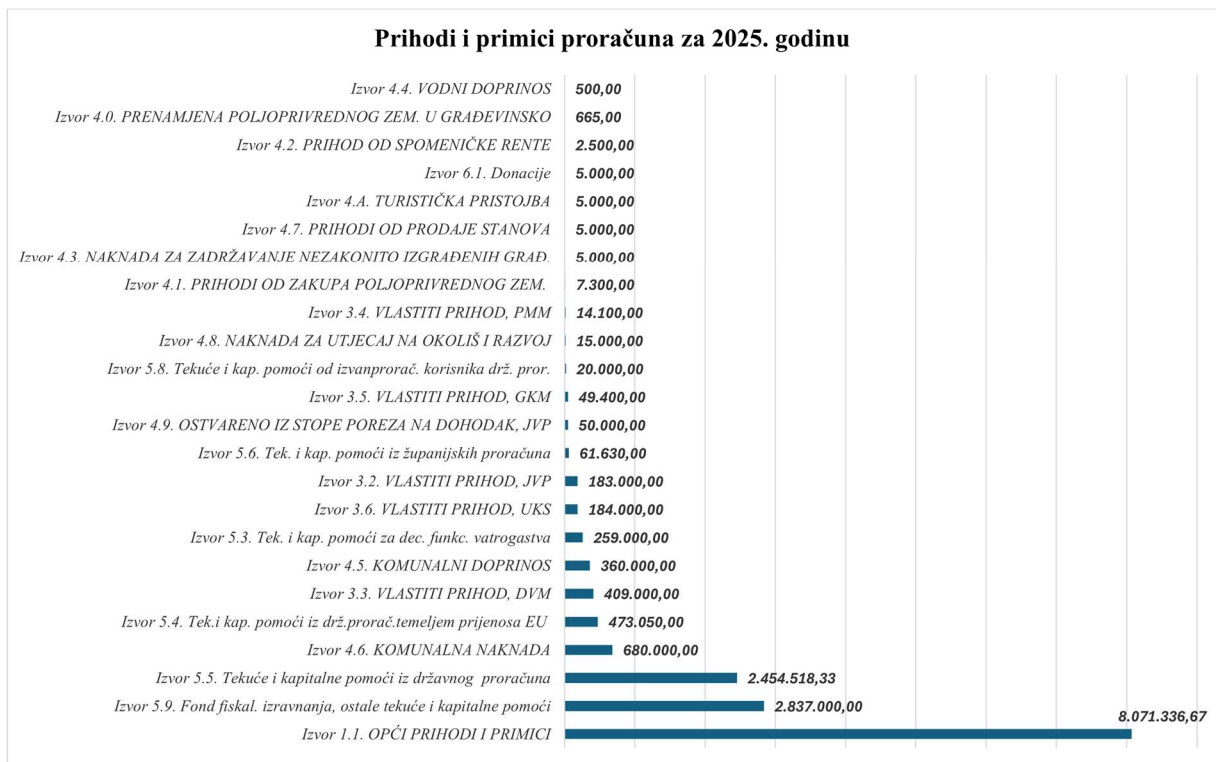 Prihodi i primici proračuna za 2025. godinu
Izvor 4.4. VODNI DOPRINOS 500,00
Izvor 4.0. PRENAMJENA POLJOPRIVREDNOG ZEM. U GRAĐEVINSKO 665,00
Izvor 4.2. PRIHOD OD SPOMENIČKE RENTE 2.500,00
Izvor 6.1. Donacije 5.000,00
Izvor 4.A. TURISTIČKA PRISTOJBA 5.000,00
Izvor 4.7. PRIHODI OD PRODAJE STANOVA 5.000,00
Izvor 4.3. NAKNADA ZA ZADRŽAVANJE NEZAKONITO IZGRAĐENIH GRAĐ. 5.000,00
Izvor 4.1. PRIHODI OD ZAKUPA POLJOPRIVREDNOG ZEM. 7.300,00
Izvor 3.4. VLASTITI PRIHOD, PMM 14.100,00
Izvor 4.8. NAKNADA ZA UTJECAJ NA OKOLIŠ I RAZVOJ 15.000,00
Izvor 5.8. Tekuće i kap. pomoći od izvanprorač. korisnika drž. pror. 20.000,00
Izvor 3.5. VLASTITI PRIHOD, GKM 49.400,00
Izvor 4.9. OSTVARENO IZ STOPE POREZA NA DOHODAK, JVP 50.000,00
Izvor 5.6. Tek. i kap. pomoći iz županijskih proračuna 61.630,00
Izvor 3.2. VLASTITI PRIHOD, JVP 183.000,00
Izvor 3.6. VLASTITI PRIHOD, UKS 184.000,00
Izvor 5.3. Tek. i kap. pomoći za dec. funkc. vatrogastva 259.000,00
Izvor 4.5. KOMUNALNI DOPRINOS 360.000,00
Izvor 3.3. VLASTITI PRIHOD, DVM 409.000,00
Izvor 5.4. Tek.i kap. pomoći iz drž.prorač.temeljem prijenosa EU 473.050,00
Izvor 4.6. KOMUNALNA NAKNADA 680.000,00
Izvor 5.5. Tekuće i kapitalne pomoći iz državnog proračuna 2.454.518,33
Izvor 5.9. Fond fiskal. izravnanja, ostale tekuće i kapitalne pomoći 2.837.000,00
Izvor 1.1. OPĆI PRIHODI I PRIMICI 8.071.336,67